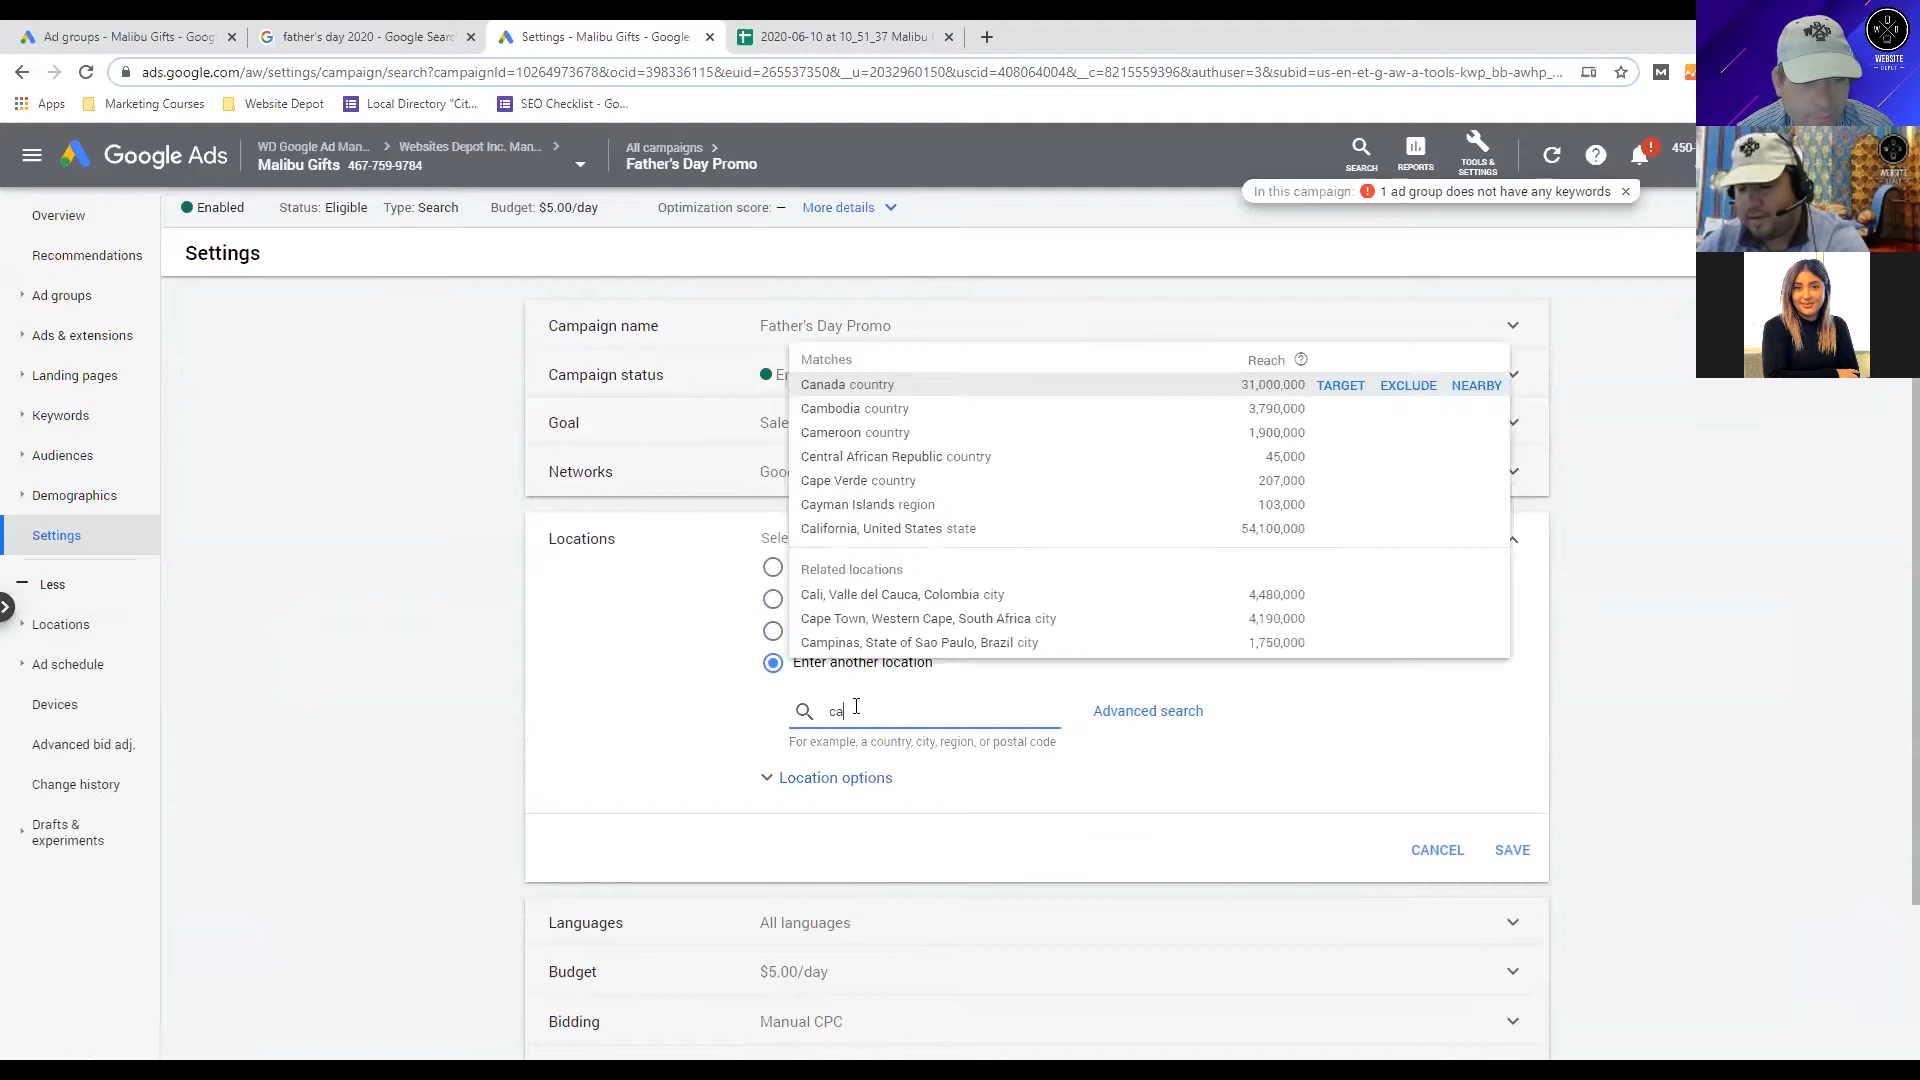 Ad groups - Malibu Gifts - Goog
father's day 2020 - Google Searc
Settings - Malibu Gifts - Google
2020-06-10 at 10_51_37 Malibu
ads.google.com/aw/settings/campaign/search?campaignId=10264973678&ocid=398336115&euid=265537350&__u=2032960150&uscid=408064004&__c=8215559396&authuser=3&subid=us-en-et-g-aw-a-tools-kwp_bb-awhp_...
Apps
Marketing Courses
Website Depot
Local Directory "Cit...
SEO Checklist - Go...
Google Ads
WD Google Ad Man...
Websites Depot Inc. Man...
Malibu Gifts 467-759-9784
All campaigns
Father's Day Promo
SEARCH
REPORTS
TOOLS &
SETTINGS
450-
In this campaign: 1 ad group does not have any keywords
Enabled
Status: Eligible
Type: Search
Budget: $5.00/day
Optimization score: –
More details
Overview
Recommendations
Ad groups
Ads & extensions
Landing pages
Keywords
Audiences
Demographics
Settings
Less
Locations
Ad schedule
Devices
Advanced bid adj.
Change history
Drafts &
experiments
Settings
Campaign name
Father's Day Promo
Campaign status
E
Goal
Sale
Networks
Goo
Matches
Reach
Canada country 31,000,000 TARGET EXCLUDE NEARBY
Cambodia country 3,790,000
Cameroon country 1,900,000
Central African Republic country 45,000
Cape Verde country 207,000
Cayman Islands region 103,000
California, United States state 54,100,000
Related locations
Cali, Valle del Cauca, Colombia city 4,480,000
Cape Town, Western Cape, South Africa city 4,190,000
Campinas, State of Sao Paulo, Brazil city 1,750,000
Locations
Sele
Enter another location
ca
Advanced search
For example, a country, city, region, or postal code
Location options
CANCEL
SAVE
Languages
All languages
Budget
$5.00/day
Bidding
Manual CPC
WEBSITE
DEPOT